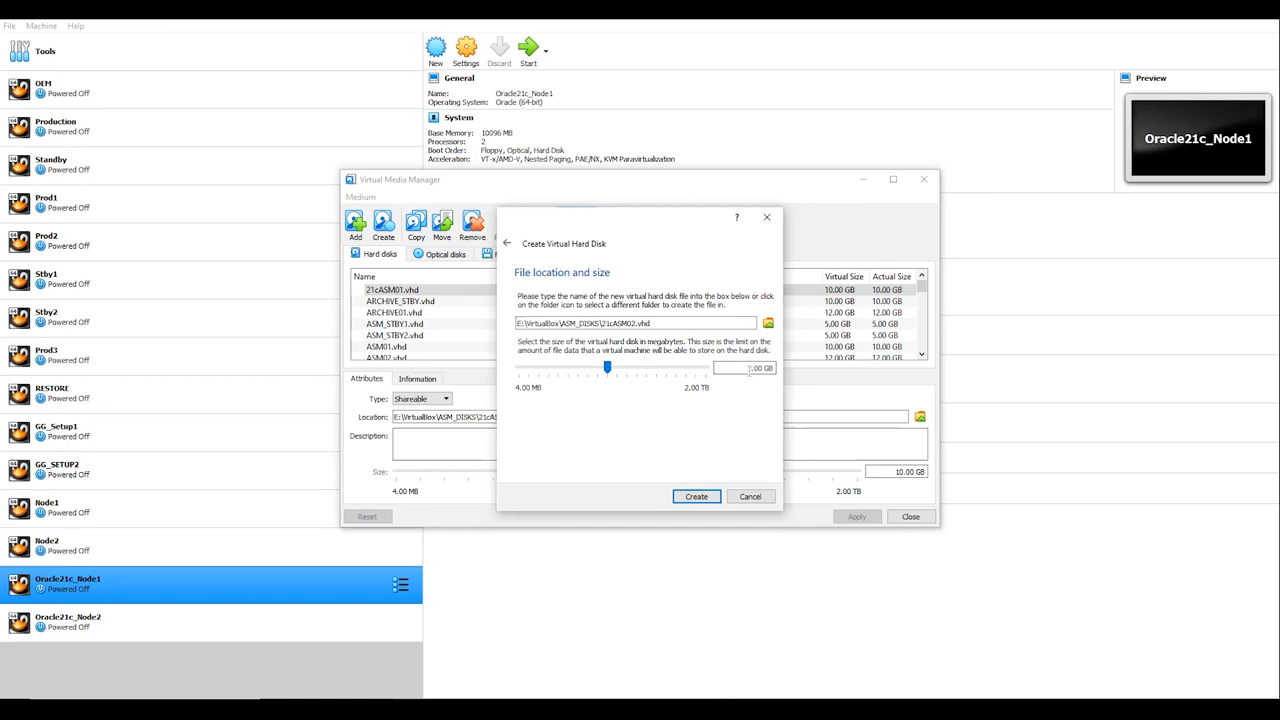 File Machine Help
Tools
New Settings Discard Start
OEM
Powered Off
Production
Powered Off
Standby
Powered Off
Prod1
Powered Off
Prod2
Powered Off
Stby1
Powered Off
Stby2
Powered Off
Prod3
Powered Off
RESTORE
Powered Off
GG_Setup1
Powered Off
GG_SETUP2
Powered Off
Node1
Powered Off
Node2
Powered Off
Oracle21c_Node1
Powered Off
Oracle21c_Node2
Powered Off
General
Name: Oracle21c_Node1
Operating System: Oracle (64-bit)
System
Base Memory: 10096 MB
Processors: 2
Boot Order: Floppy, Optical, Hard Disk
Acceleration: VT-x/AMD-V, Nested Paging, PAE/NX, KVM Paravirtualization
Preview
Oracle21c_Node1
Virtual Media Manager
Medium
Add Create Copy Move Remove
Hard disks Optical disks
Name Virtual Size Actual Size
21cASM01.vhd 10.00 GB 10.00 GB
ARCHIVE_STBY.vhd 10.00 GB 10.00 GB
ARCHIVE01.vhd 12.00 GB 12.00 GB
ASM_STBY1.vhd 5.00 GB 5.00 GB
ASM_STBY2.vhd 5.00 GB 5.00 GB
ASM01.vhd 10.00 GB 10.00 GB
ASM02.vhd 12.00 GB 12.00 GB
Attributes Information
Type: Shareable
Location: E:\VirtualBox\ASM_DISKS\21cAS
Description:
Size: 10.00 GB
4.00 MB 2.00 TB
Reset Apply Close
? 
Create Virtual Hard Disk
File location and size
Please type the name of the new virtual hard disk file into the box below or click
on the folder icon to select a different folder to create the file in.
E:\VirtualBox\ASM_DISKS\21cASM02.vhd
Select the size of the virtual hard disk in megabytes. This size is the limit on the
amount of file data that a virtual machine will be able to store on the hard disk.
.00 GB
4.00 MB 2.00 TB
Create Cancel